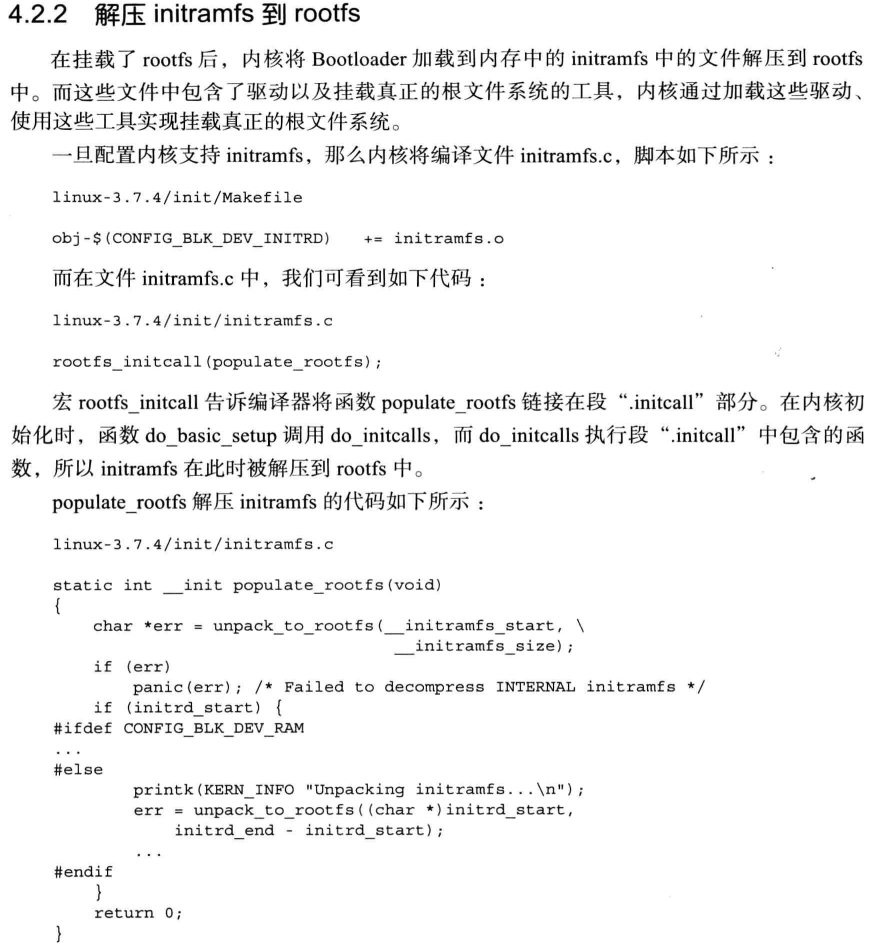 4.2.2 解压 initramfs 到 rootfs
在挂载了 rootfs 后，内核将 Bootloader 加载到内存中的 initramfs 中的文件解压到 rootfs
中。而这些文件中包含了驱动以及挂载真正的根文件系统的工具，内核通过加载这些驱动、
使用这些工具实现挂载真正的根文件系统。
一旦配置内核支持 initramfs，那么内核将编译文件 initramfs.c，脚本如下所示：
linux-3.7.4/init/Makefile
obj-$(CONFIG_BLK_DEV_INITRD)   += initramfs.o
而在文件 initramfs.c 中，我们可看到如下代码：
linux-3.7.4/init/initramfs.c
rootfs_initcall(populate_rootfs);
宏 rootfs_initcall 告诉编译器将函数 populate_rootfs 链接在段“.initcall”部分。在内核初
始化时，函数 do_basic_setup 调用 do_initcalls，而 do_initcalls 执行段“.initcall”中包含的函
数，所以 initramfs 在此时被解压到 rootfs 中。
populate_rootfs 解压 initramfs 的代码如下所示：
linux-3.7.4/init/initramfs.c
static int __init populate_rootfs(void)
{
    char *err = unpack_to_rootfs(__initramfs_start, \
                                  __initramfs_size);
    if (err)
        panic(err); /* Failed to decompress INTERNAL initramfs */
    if (initrd_start) {
#ifdef CONFIG_BLK_DEV_RAM
...
#else
        printk(KERN_INFO "Unpacking initramfs...\n");
        err = unpack_to_rootfs((char *)initrd_start,
            initrd_end - initrd_start);
        ...
#endif
    }
    return 0;
}